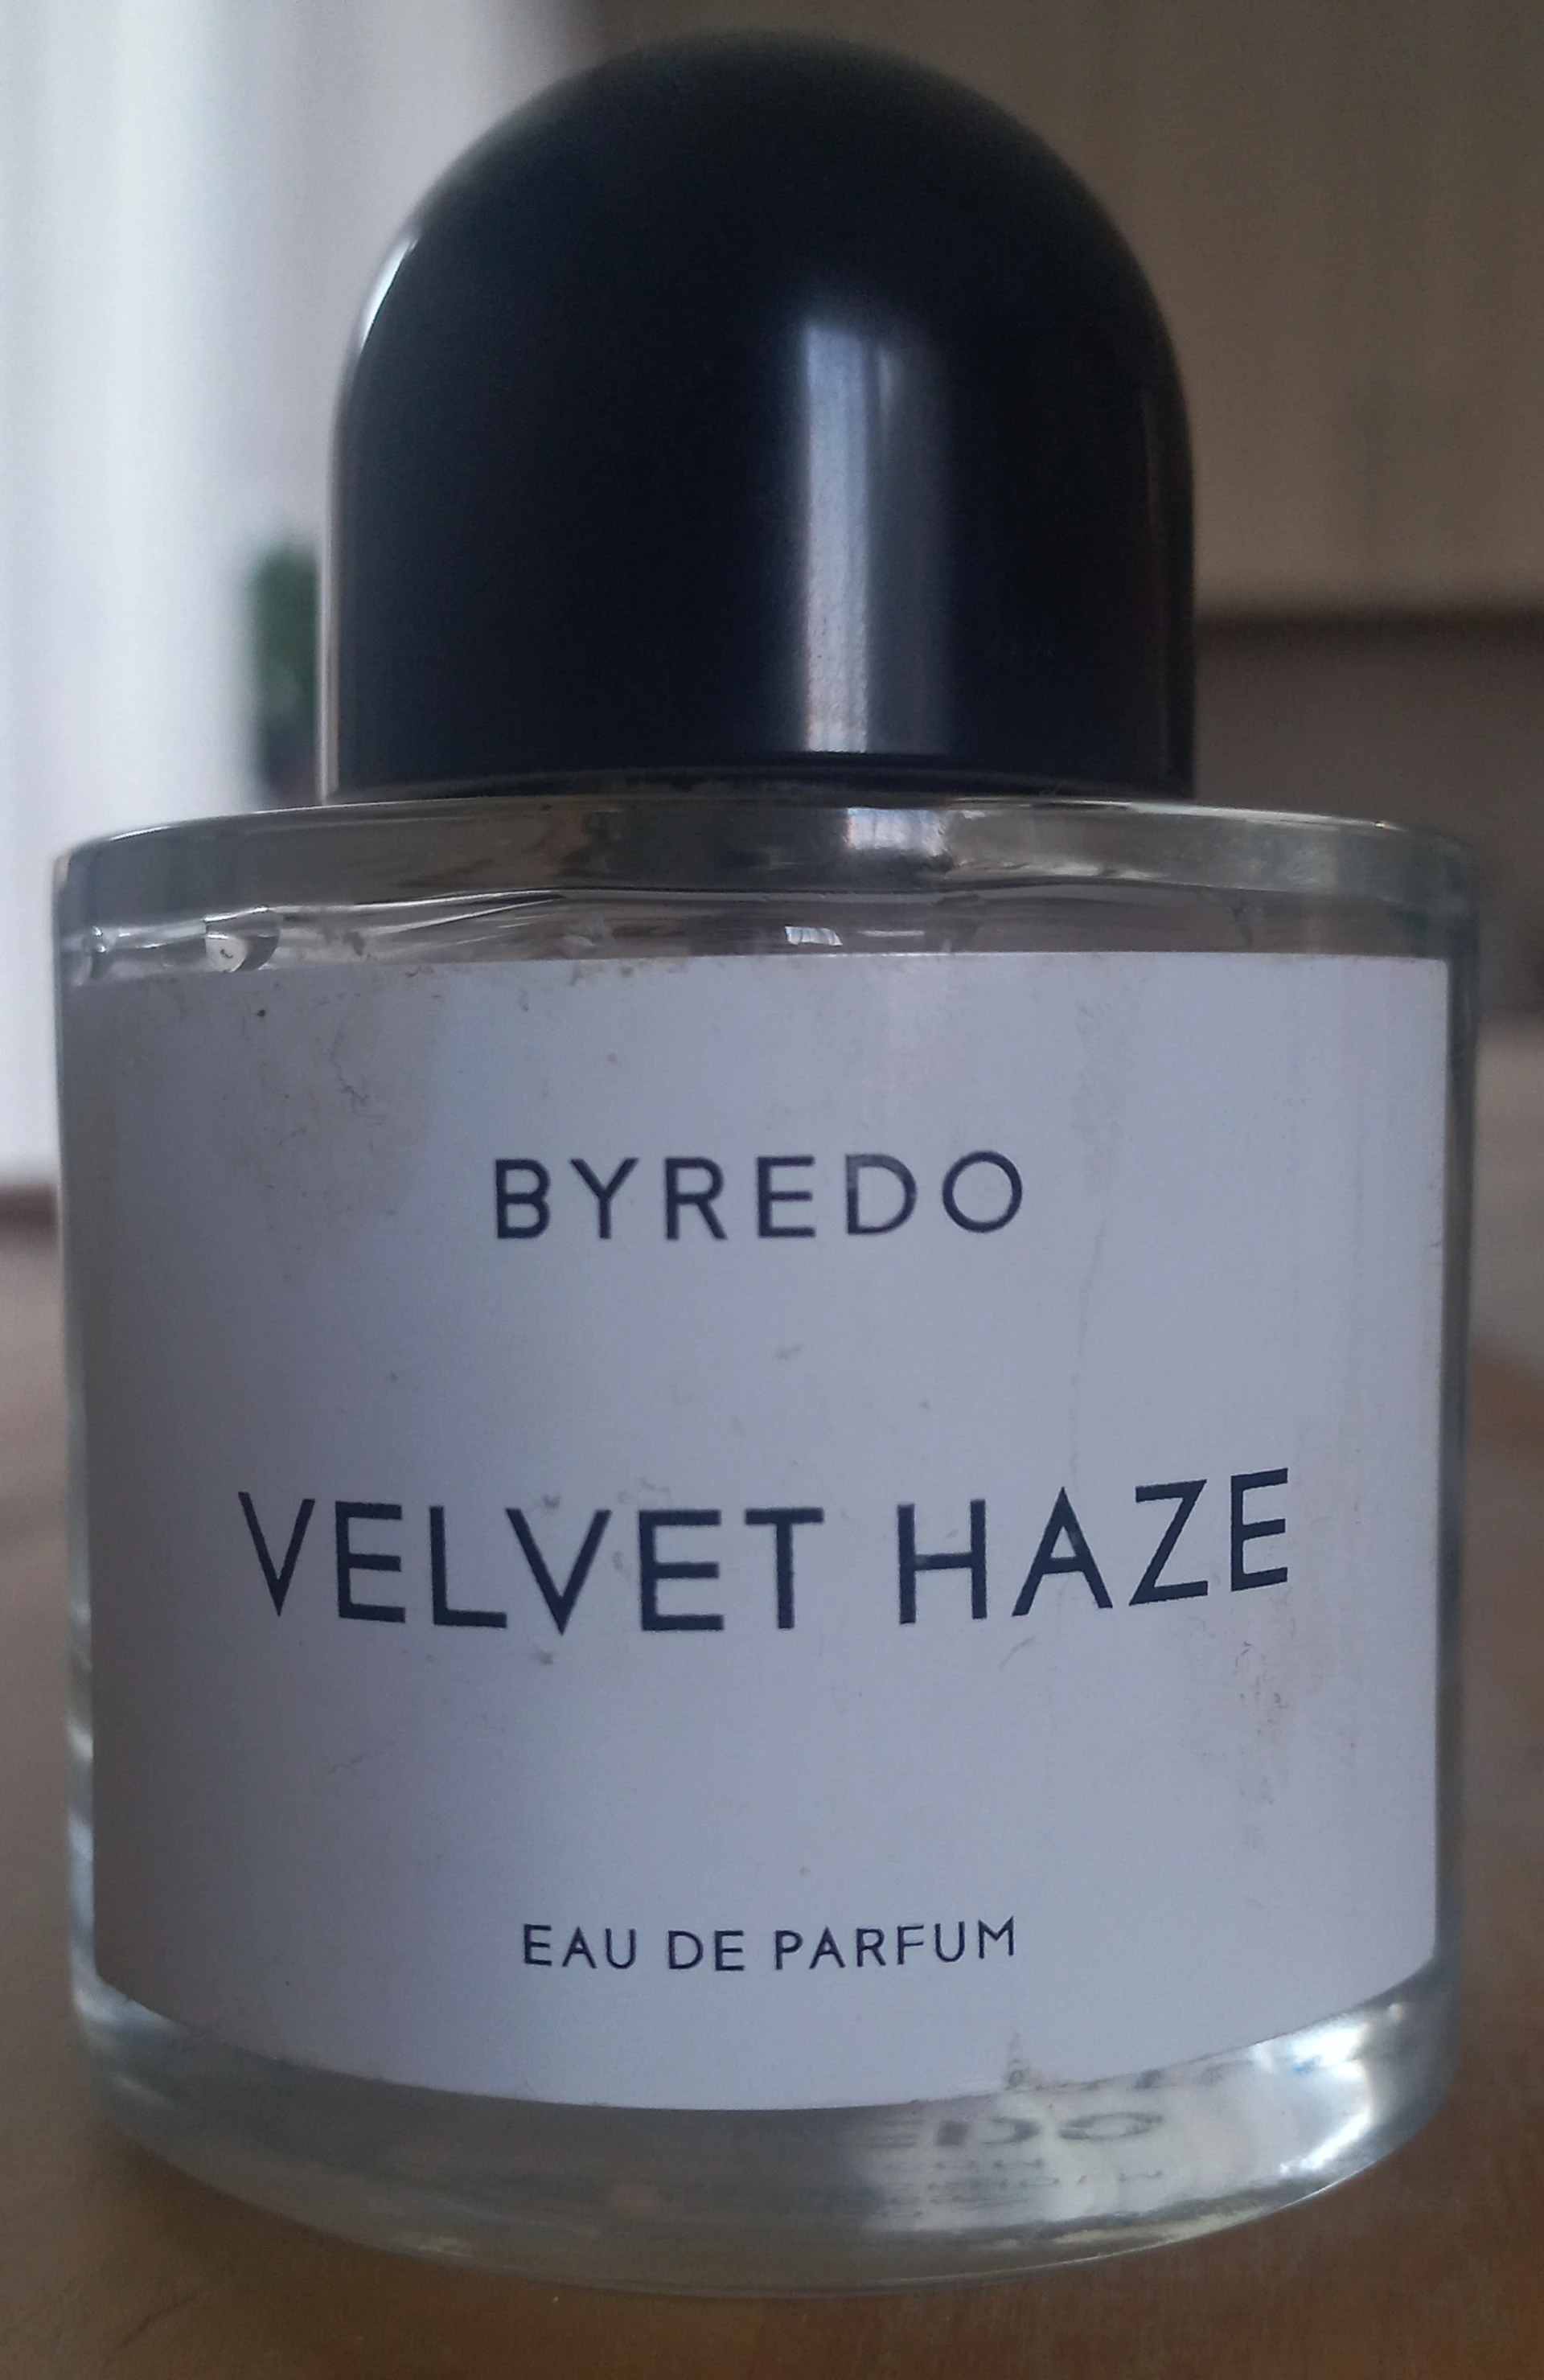 BYREDO
VELVET HAZE
EAU DE PARFUM